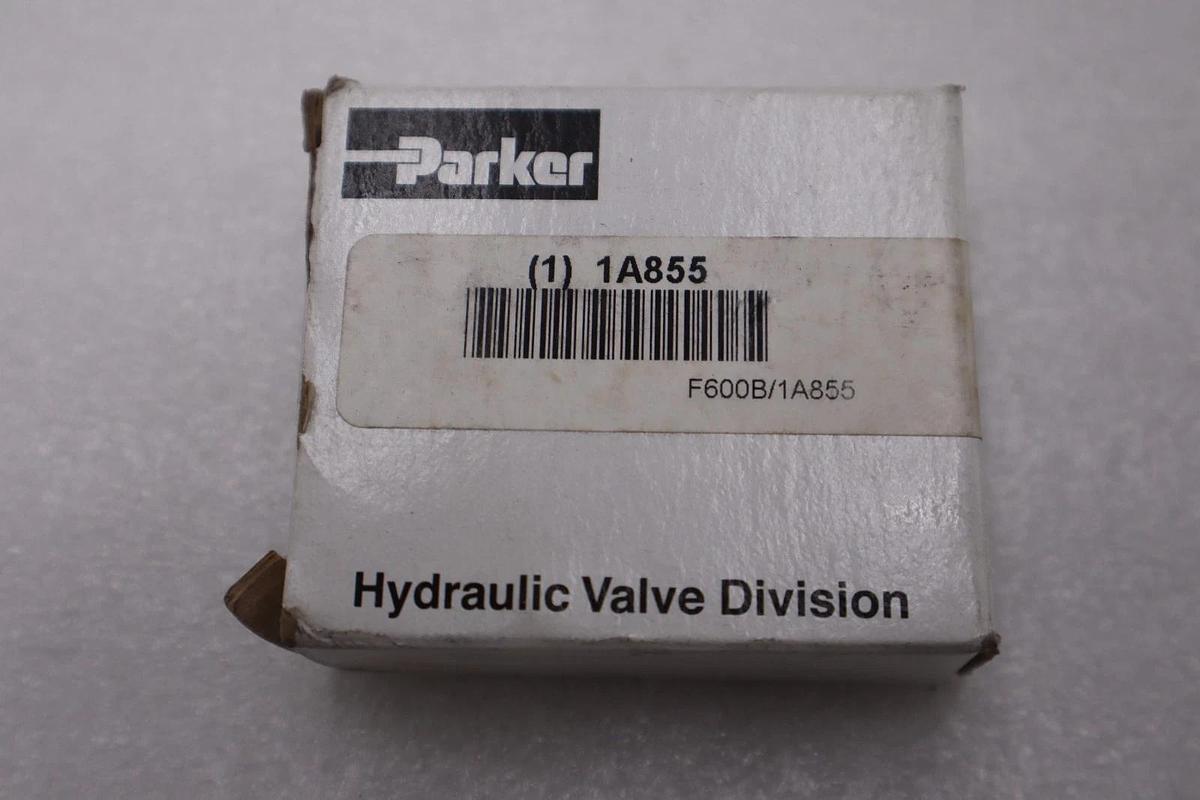 Parker
(1) 1A855
F600B/1A855
Hydraulic Valve Division